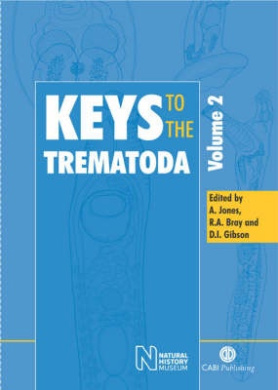 KEYS TO
THE
TREMATODA
Volume 2
Edited by
A. Jones,
R.A. Bray and
D.I. Gibson
N
NATURAL
HISTORY
MUSEUM
CABI Publishing